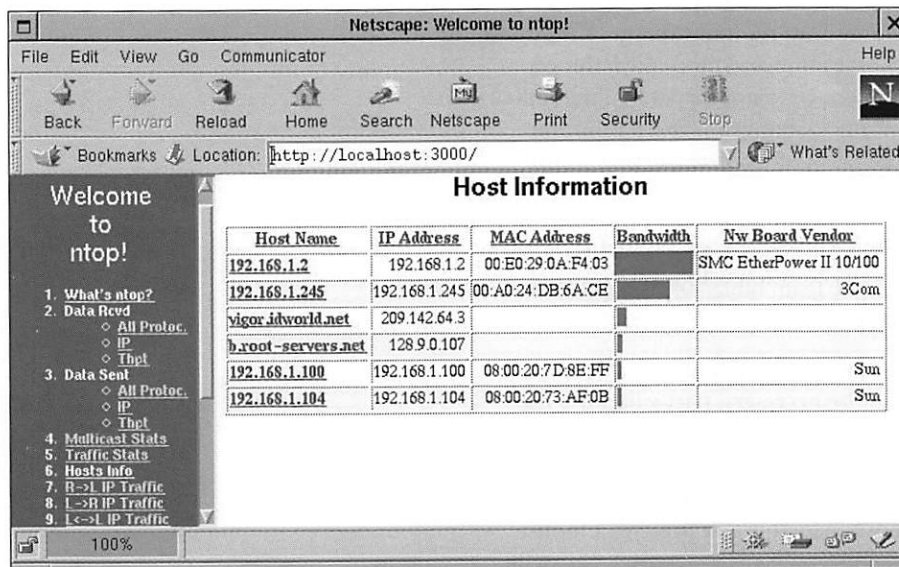 Netscape: Welcome to ntop!
File Edit View Go Communicator Help
Back Forward Reload Home Search Netscape Print Security Stop
My
N
Bookmarks Location: http://localhost:3000/ What's Related
Welcome
to
ntop!
1. What's ntop?
2. Data Rcvd
All Protoc.
IP
Thpt
3. Data Sent
All Protoc.
IP
Thpt
4. Multicast Stats
5. Traffic Stats
6. Hosts Info
7. R->L IP Traffic
8. L->R IP Traffic
9. L<->L IP Traffic
Host Information
Host Name IP Address MAC Address Bandwidth Nw Board Vendor
192.168.1.2 192.168.1.2 00:E0:29:0A:F4:03 SMC EtherPower II 10/100
192.168.1.245 192.168.1.245 00:A0:24:DB:6A:CE 3Com
vigor.idworld.net 209.142.64.3
b.root-servers.net 128.9.0.107
192.168.1.100 192.168.1.100 08:00:20:7D:8E:FF Sun
192.168.1.104 192.168.1.104 08:00:20:73:AF:0B Sun
100%